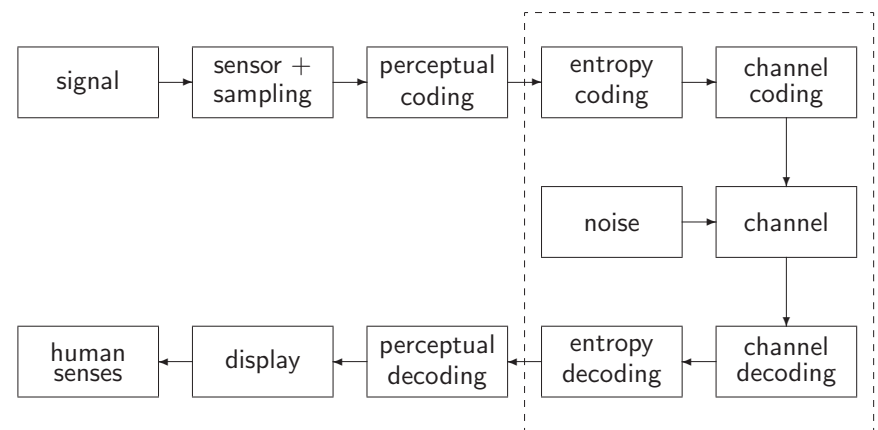 signal
sensor +
sampling
perceptual
coding
entropy
coding
channel
coding
noise
channel
human
senses
display
perceptual
decoding
entropy
decoding
channel
decoding